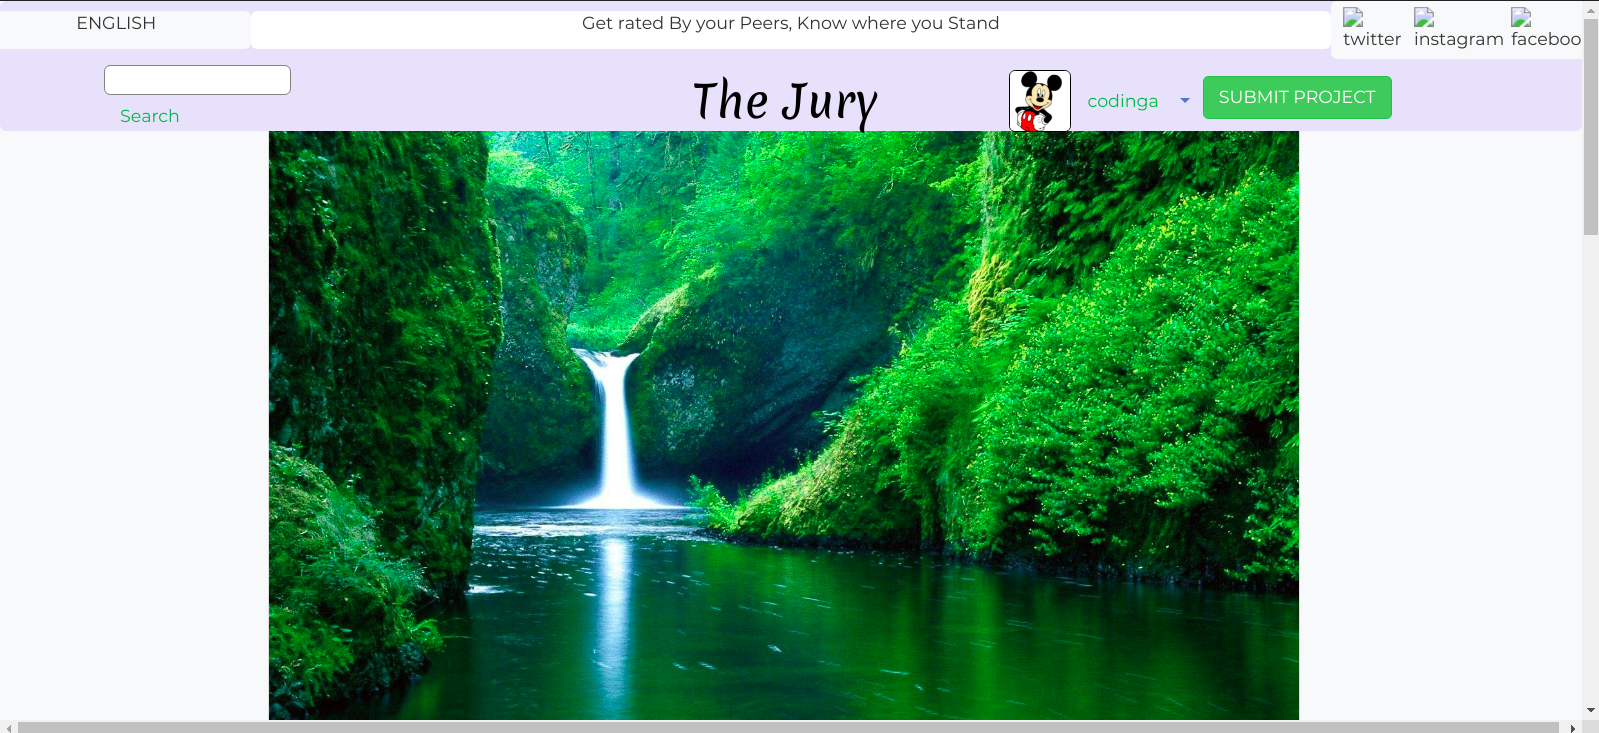 ENGLISH
Get rated By your Peers, Know where you Stand
twitter
instagram
faceboo
The Jury
codinga
SUBMIT PROJECT
Search